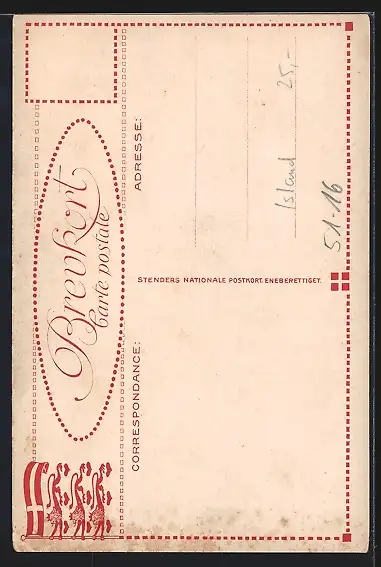 Brevkort
Carte postale
CORRESPONDANCE:
STENDERS NATIONALE POSTKORT. ENEBERETTIGET.
ADRESSE:
Island 25,-
51-16